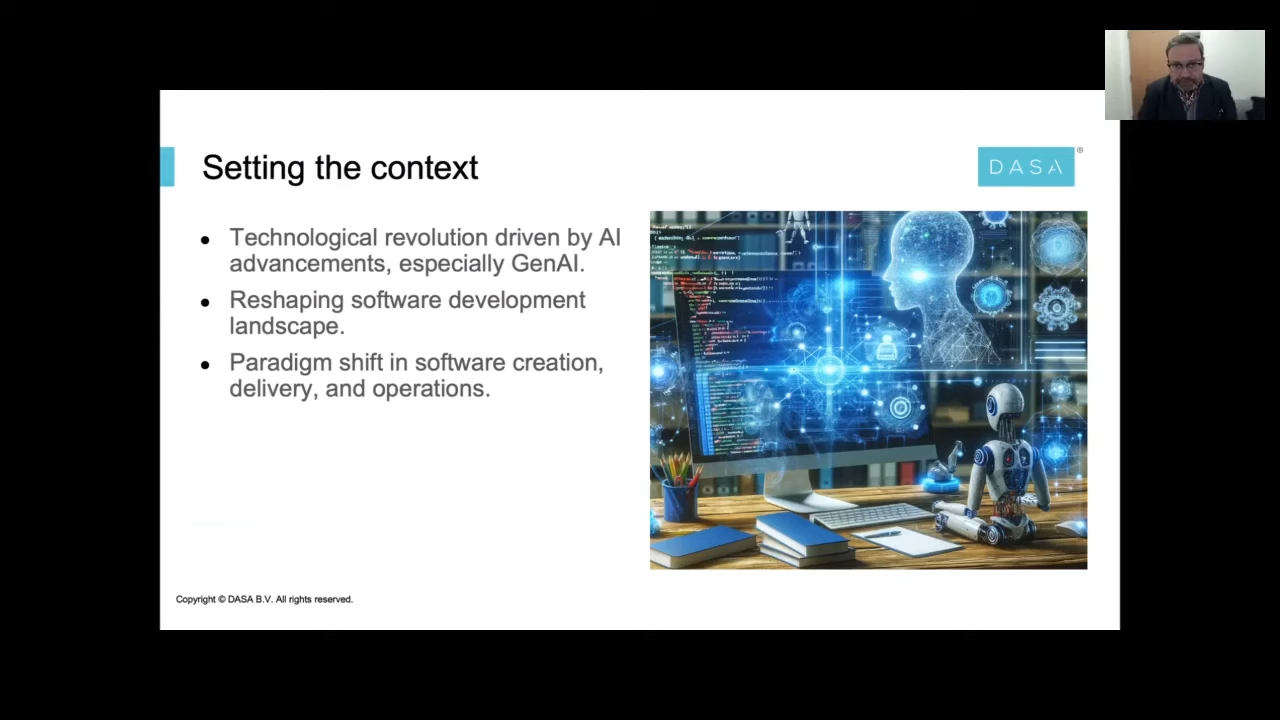 Setting the context
DASA
®
Technological revolution driven by AI
advancements, especially GenAI.
Reshaping software development
landscape.
Paradigm shift in software creation,
delivery, and operations.
Copyright © DASA B.V. All rights reserved.